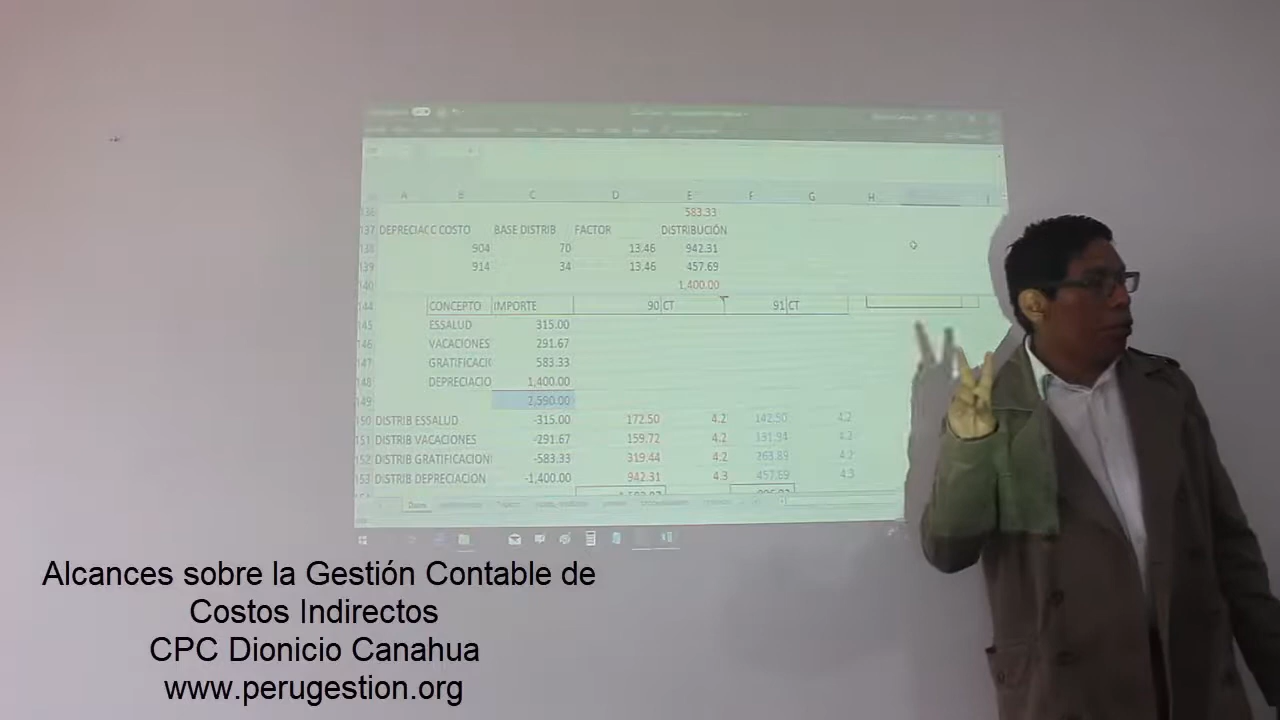 A B C D E F G H
136 583.33
137 DEPRECIACC COSTO BASE DISTRIB FACTOR DISTRIBUCIÓN
138 904 70 13.46 942.31
139 914 34 13.46 457.69
140 1,400.00
144 CONCEPTO IMPORTE 90 CT 91 CT
145 ESSALUD 315.00
146 VACACIONES 291.67
147 GRATIFICACIO 583.33
148 DEPRECIACIO 1,400.00
149 2,590.00
150 DISTRIB ESSALUD -315.00 172.50 4.2 142.50 4.2
151 DISTRIB VACACIONES -291.67 159.72 4.2 131.94 4.2
152 DISTRIB GRATIFICACION -583.33 319.44 4.2 263.89 4.2
153 DISTRIB DEPRECIACION -1,400.00 942.31 4.3 457.69 4.3
Datos
Alcances sobre la Gestión Contable de
Costos Indirectos
CPC Dionicio Canahua
www.perugestion.org